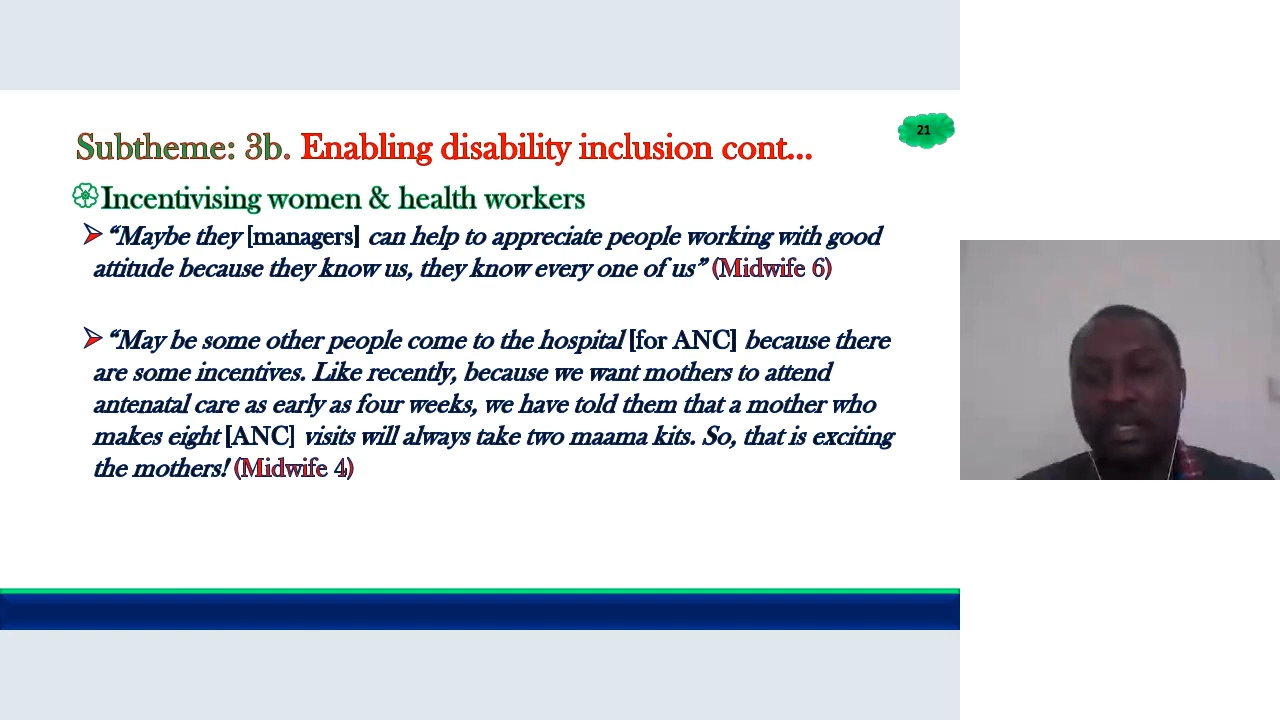 21
Subtheme: 3b. Enabling disability inclusion cont...
Incentivising women & health workers
“Maybe they [managers] can help to appreciate people working with good
attitude because they know us, they know every one of us” (Midwife 6)
“May be some other people come to the hospital [for ANC] because there
are some incentives. Like recently, because we want mothers to attend
antenatal care as early as four weeks, we have told them that a mother who
makes eight [ANC] visits will always take two maama kits. So, that is exciting
the mothers! (Midwife 4)